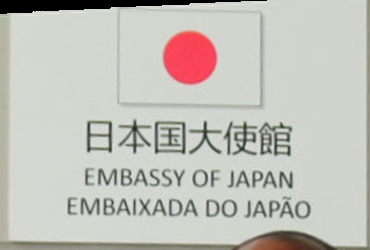 日本国大使館
EMBASSY OF JAPAN
EMBAIXADA DO JAPÃO